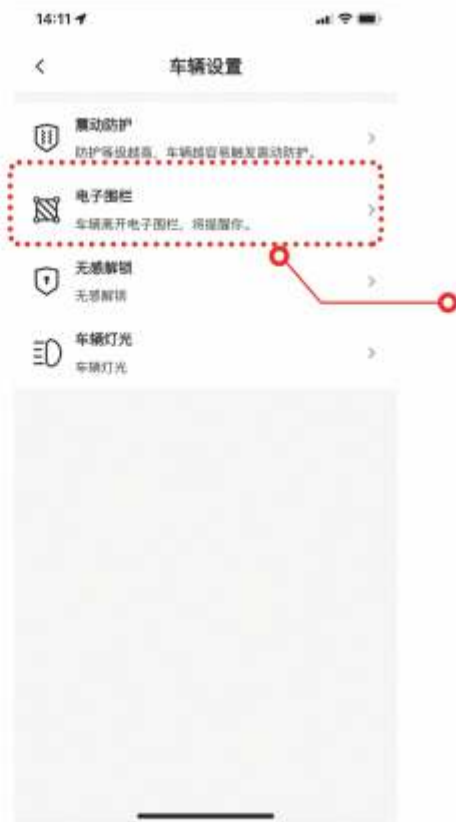 14:11
车辆设置
震动防护
防护等级越高，车辆越容易触发震动防护。
电子围栏
车辆离开电子围栏，将提醒你。
无感解锁
无感解锁
车辆灯光
车辆灯光